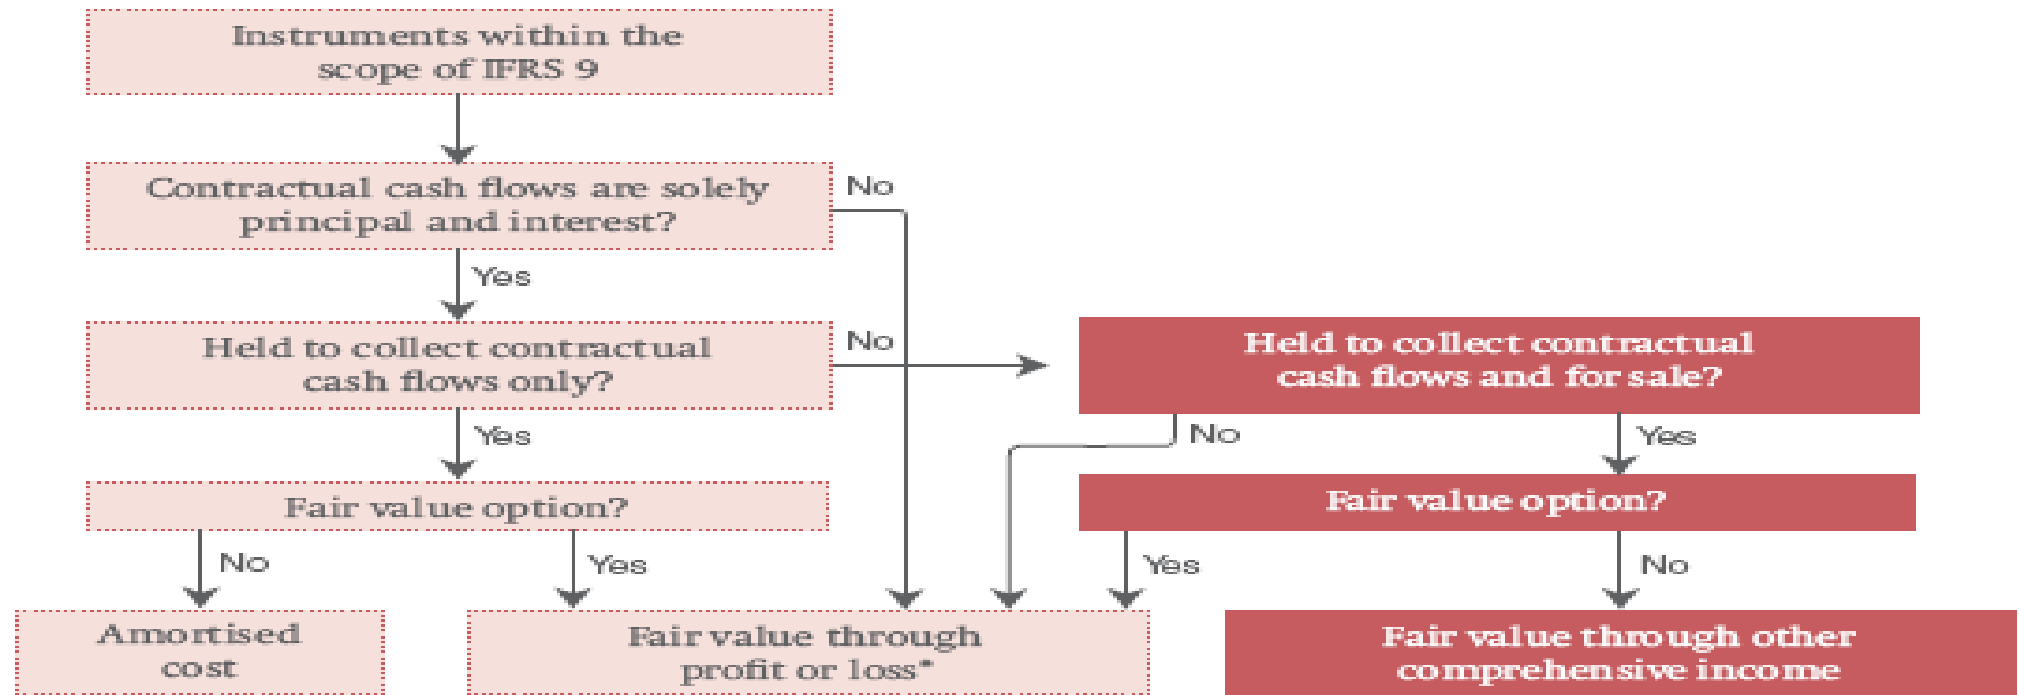 Instruments within the
scope of IFRS 9
Contractual cash flows are solely
principal and interest?
No
Yes
Held to collect contractual
cash flows only?
No
Held to collect contractual
cash flows and for sale?
Yes
No
Yes
Fair value option?
Fair value option?
No
Yes
Yes
No
Amortised
cost
Fair value through
profit or loss*
Fair value through other
comprehensive income